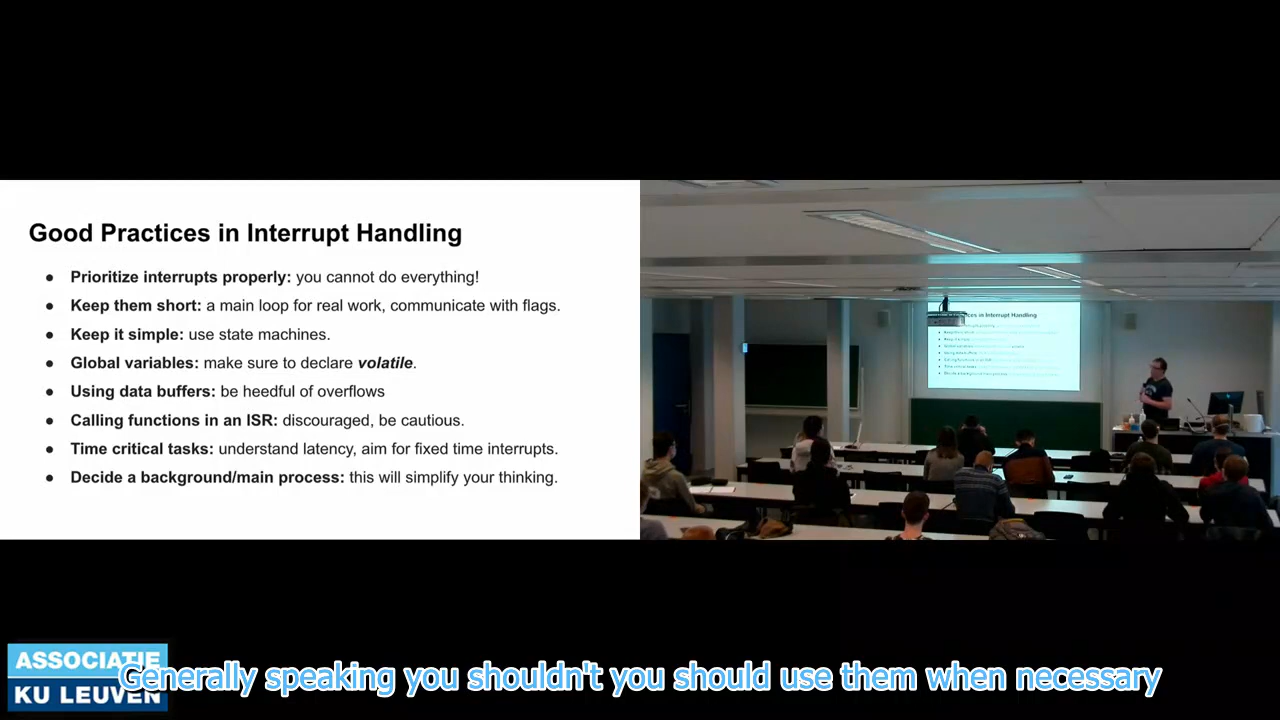 Good Practices in Interrupt Handling
● Prioritize interrupts properly: you cannot do everything!
● Keep them short: a main loop for real work, communicate with flags.
● Keep it simple: use state machines.
● Global variables: make sure to declare volatile.
● Using data buffers: be heedful of overflows
● Calling functions in an ISR: discouraged, be cautious.
● Time critical tasks: understand latency, aim for fixed time interrupts.
● Decide a background/main process: this will simplify your thinking.
ices in Interrupt Handling
ASSOCIATIE
KU LEUVEN
Generally speaking you shouldn't you should use them when necessary